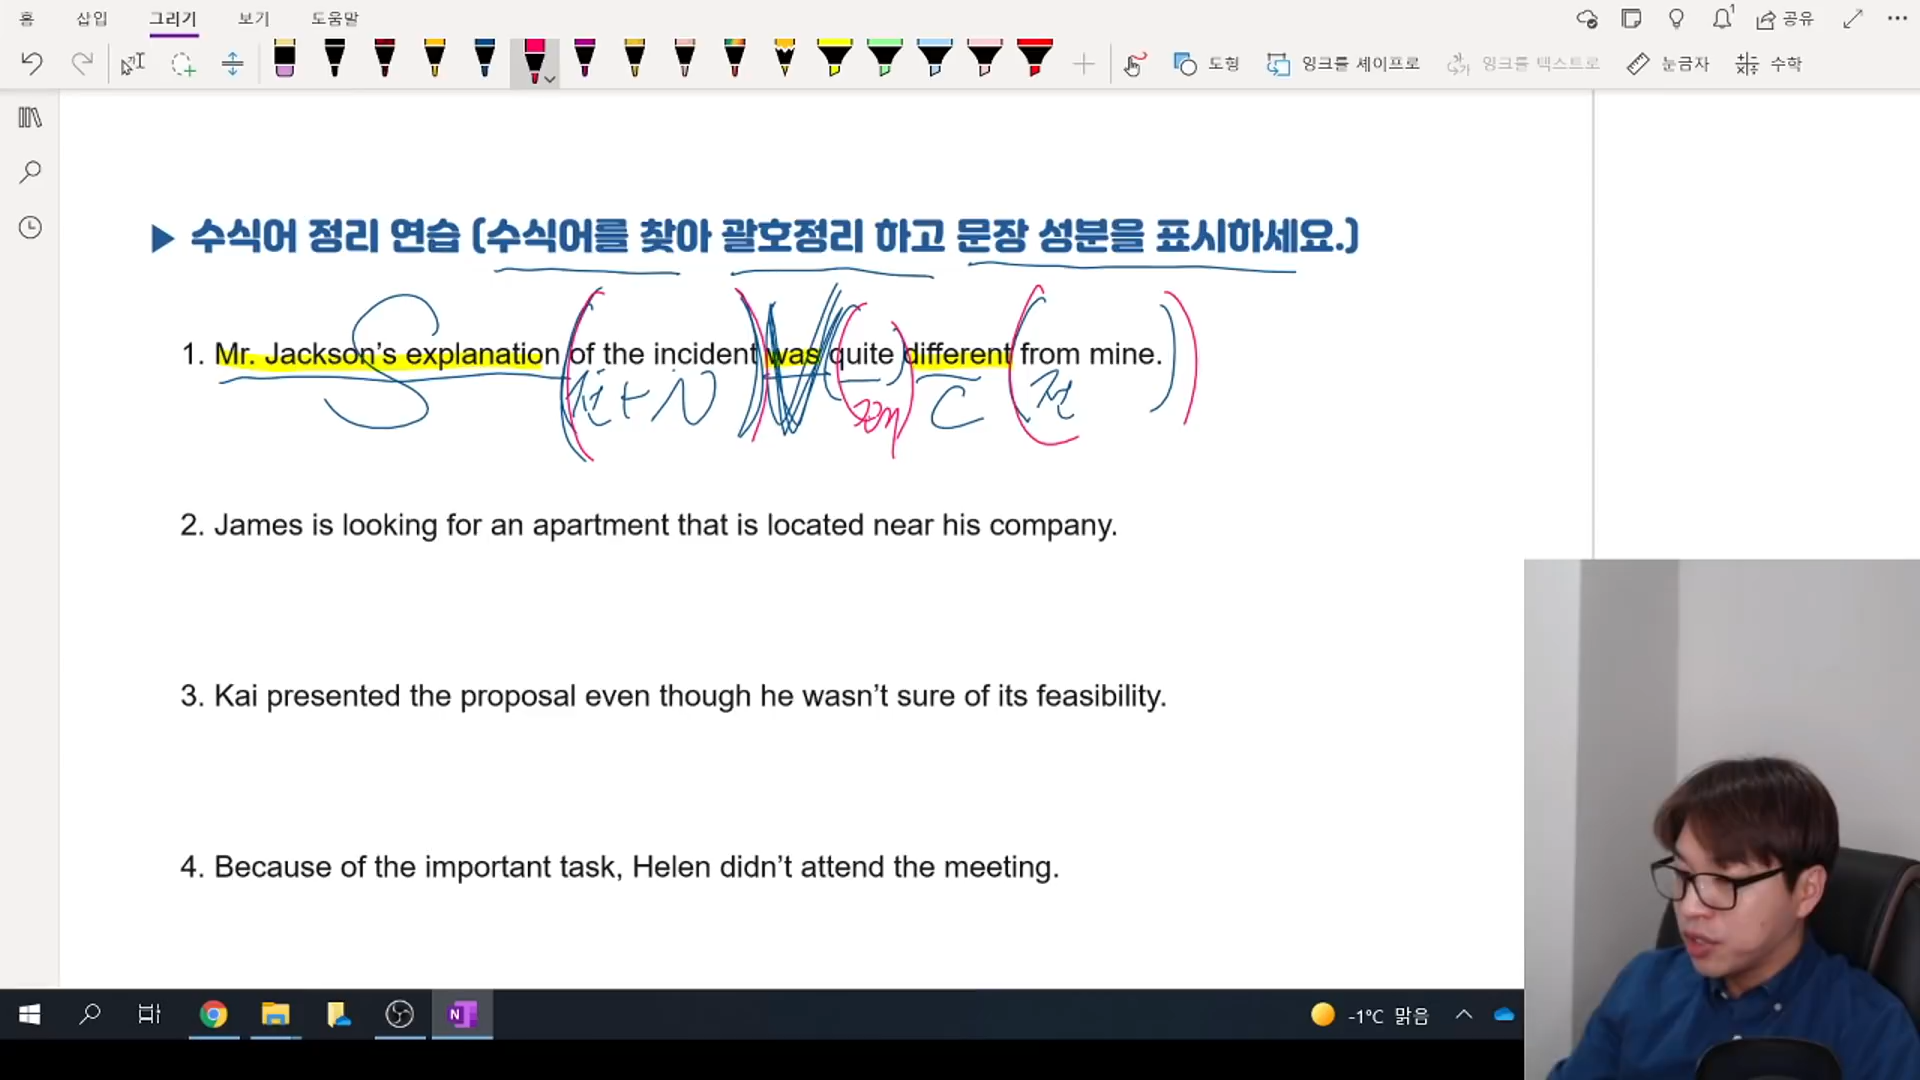 홈 삽입 그리기 보기 도움말 1 공유
도형 잉크를 셰이프로 잉크를 텍스트로 눈금자 수학
▶ 수식어 정리 연습 (수식어를 찾아 괄호정리 하고 문장 성분을 표시하세요.)
S V
1. Mr. Jackson’s explanation of the incident was quite different from mine.
전+N C 전
2. James is looking for an apartment that is located near his company.
3. Kai presented the proposal even though he wasn’t sure of its feasibility.
4. Because of the important task, Helen didn’t attend the meeting.
N -1°C 맑음